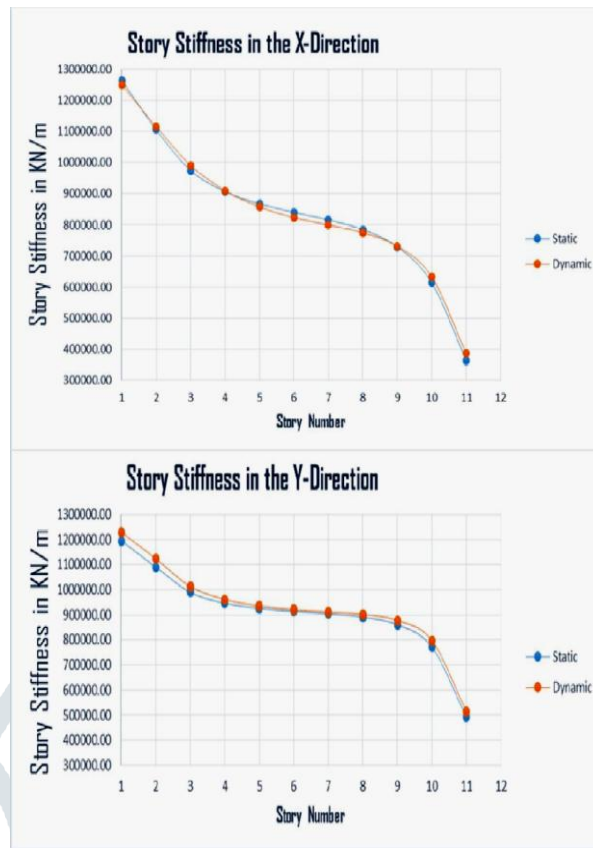 Story Stiffness in the X-Direction
1300000.00
1200000.00
1100000.00
1000000.00
900000.00
800000.00
700000.00
600000.00
500000.00
400000.00
300000.00
Story Stiffness in KN/m
1 2 3 4 5 6 7 8 9 10 11 12
Story Number
Static
Dynamic
Story Stiffness in the Y-Direction
1300000.00
1200000.00
1100000.00
1000000.00
900000.00
800000.00
700000.00
600000.00
500000.00
400000.00
300000.00
Story Stiffness in KN/m
1 2 3 4 5 6 7 8 9 10 11 12
Story Number
Static
Dynamic